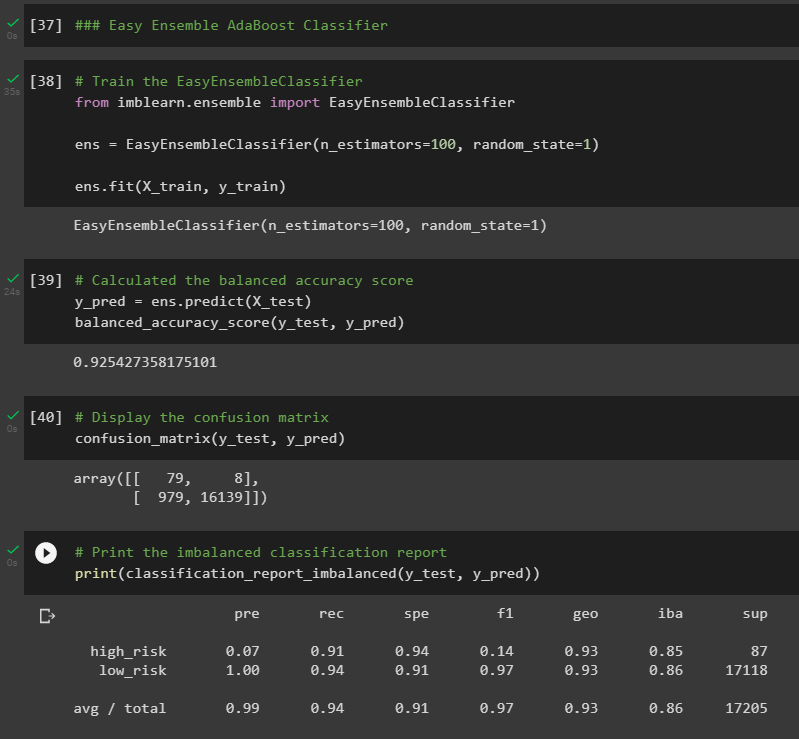 [37] ### Easy Ensemble AdaBoost Classifier
0s
[38] # Train the EasyEnsembleClassifier
35s
from imblearn.ensemble import EasyEnsembleClassifier
ens = EasyEnsembleClassifier(n_estimators=100, random_state=1)
ens.fit(X_train, y_train)
EasyEnsembleClassifier(n_estimators=100, random_state=1)
[39] # Calculated the balanced accuracy score
24s
y_pred = ens.predict(X_test)
balanced_accuracy_score(y_test, y_pred)
0.925427358175101
[40] # Display the confusion matrix
0s
confusion_matrix(y_test, y_pred)
array([[   79,     8],
       [  979, 16139]])
# Print the imbalanced classification report
0s
print(classification_report_imbalanced(y_test, y_pred))
pre rec spe f1 geo iba sup
high_risk 0.07 0.91 0.94 0.14 0.93 0.85 87
low_risk 1.00 0.94 0.91 0.97 0.93 0.86 17118
avg / total 0.99 0.94 0.91 0.97 0.93 0.86 17205